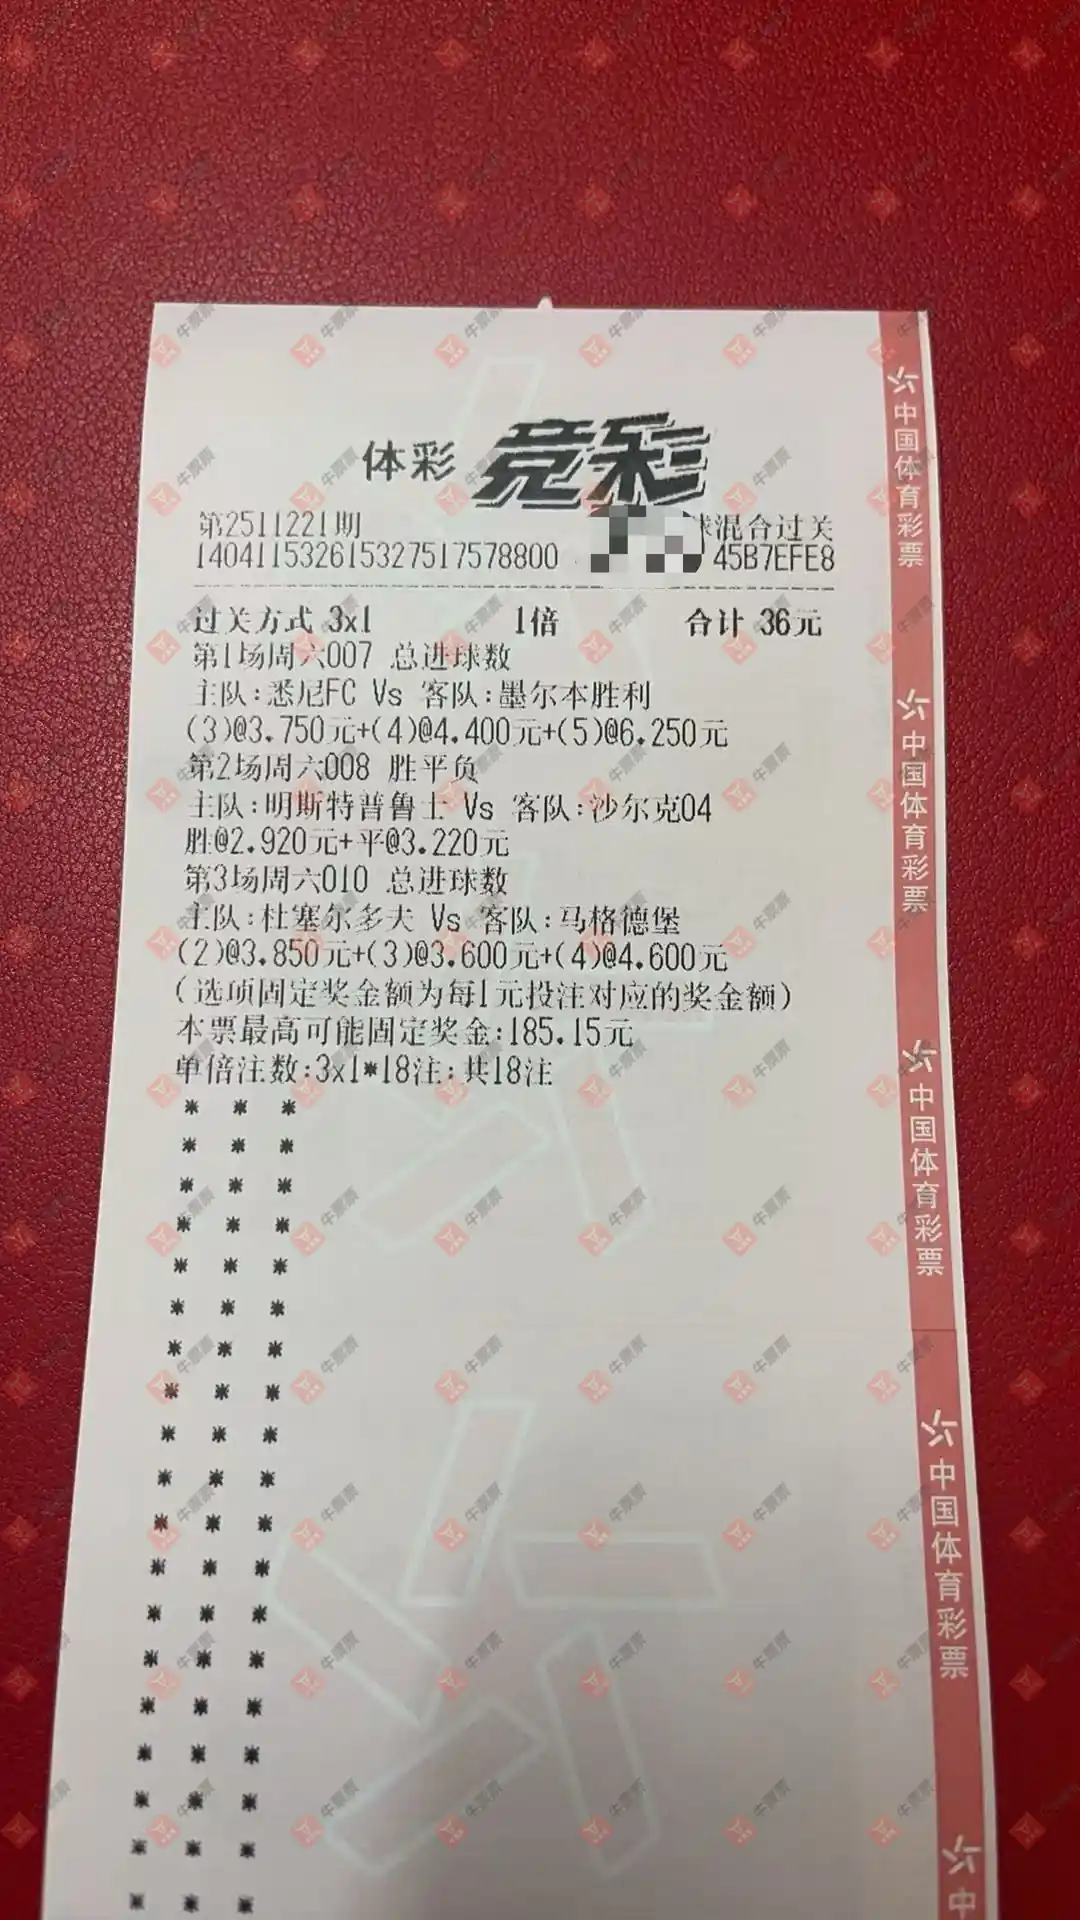 体彩 竞彩
第2511221期 球混合过关
140411532615327517578800 45B7EFE8
过关方式 3x1 1倍 合计 36元
第1场周六007 总进球数
主队:悉尼FC Vs 客队:墨尔本胜利
(3)@3.750元+(4)@4.400元+(5)@6.250元
第2场周六008 胜平负
主队:明斯特普鲁士 Vs 客队:沙尔克04
胜@2.920元+平@3.220元
第3场周六010 总进球数
主队:杜塞尔多夫 Vs 客队:马格德堡
(2)@3.850元+(3)@3.600元+(4)@4.600元
(选项固定奖金额为每1元投注对应的奖金额)
本票最高可能固定奖金:185.15元
单倍注数:3x1*18注;共18注
中国体育彩票
中国体育彩票
中国体育彩票
中国体育彩票
中
牛票票